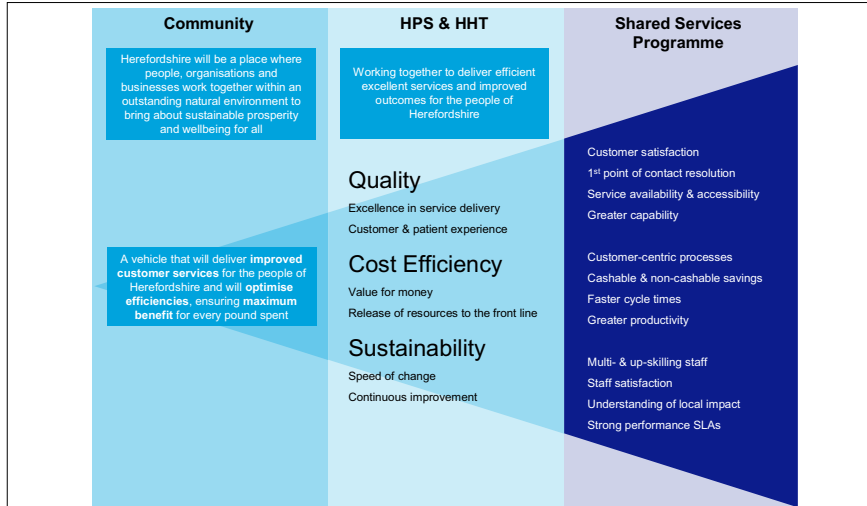 Community
Herefordshire will be a place where
people, organisations and
businesses work together within an
outstanding natural environment to
bring about sustainable prosperity
and wellbeing for all
A vehicle that will deliver improved
customer services for the people of
Herefordshire and will optimise
efficiencies, ensuring maximum
benefit for every pound spent
HPS & HHT
Working together to deliver efficient
excellent services and improved
outcomes for the people of
Herefordshire
Quality
Excellence in service delivery
Customer & patient experience
Cost Efficiency
Value for money
Release of resources to the front line
Sustainability
Speed of change
Continuous improvement
Shared Services
Programme
Customer satisfaction
1st point of contact resolution
Service availability & accessibility
Greater capability
Customer-centric processes
Cashable & non-cashable savings
Faster cycle times
Greater productivity
Multi- & up-skilling staff
Staff satisfaction
Understanding of local impact
Strong performance SLAs